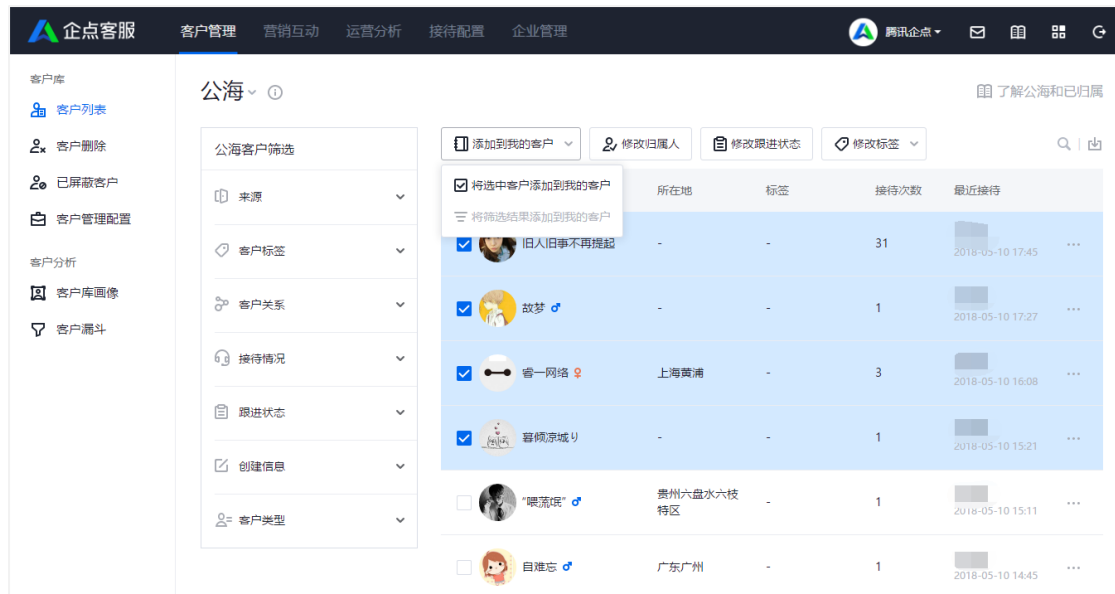 企点客服
客户管理 营销互动 运营分析 接待配置 企业管理
腾讯企点
客户库
客户列表
客户删除
已屏蔽客户
客户管理配置
客户分析
客户库画像
客户漏斗
公海
了解公海和已归属
公海客户筛选
来源
客户标签
客户关系
接待情况
跟进状态
创建信息
客户类型
添加到我的客户 修改归属人 修改跟进状态 修改标签
将选中客户添加到我的客户
将筛选结果添加到我的客户
所在地 标签 接待次数 最近接待
旧人旧事不再提起 - - 31 2018-05-10 17:45
故梦 - - 1 2018-05-10 17:27
睿一网络 上海黄浦 - 3 2018-05-10 16:08
暮倾凉城り - - 1 2018-05-10 15:21
"喂蓅氓" 贵州六盘水六枝
特区 - 1 2018-05-10 15:11
自难忘 广东广州 - 1 2018-05-10 14:45